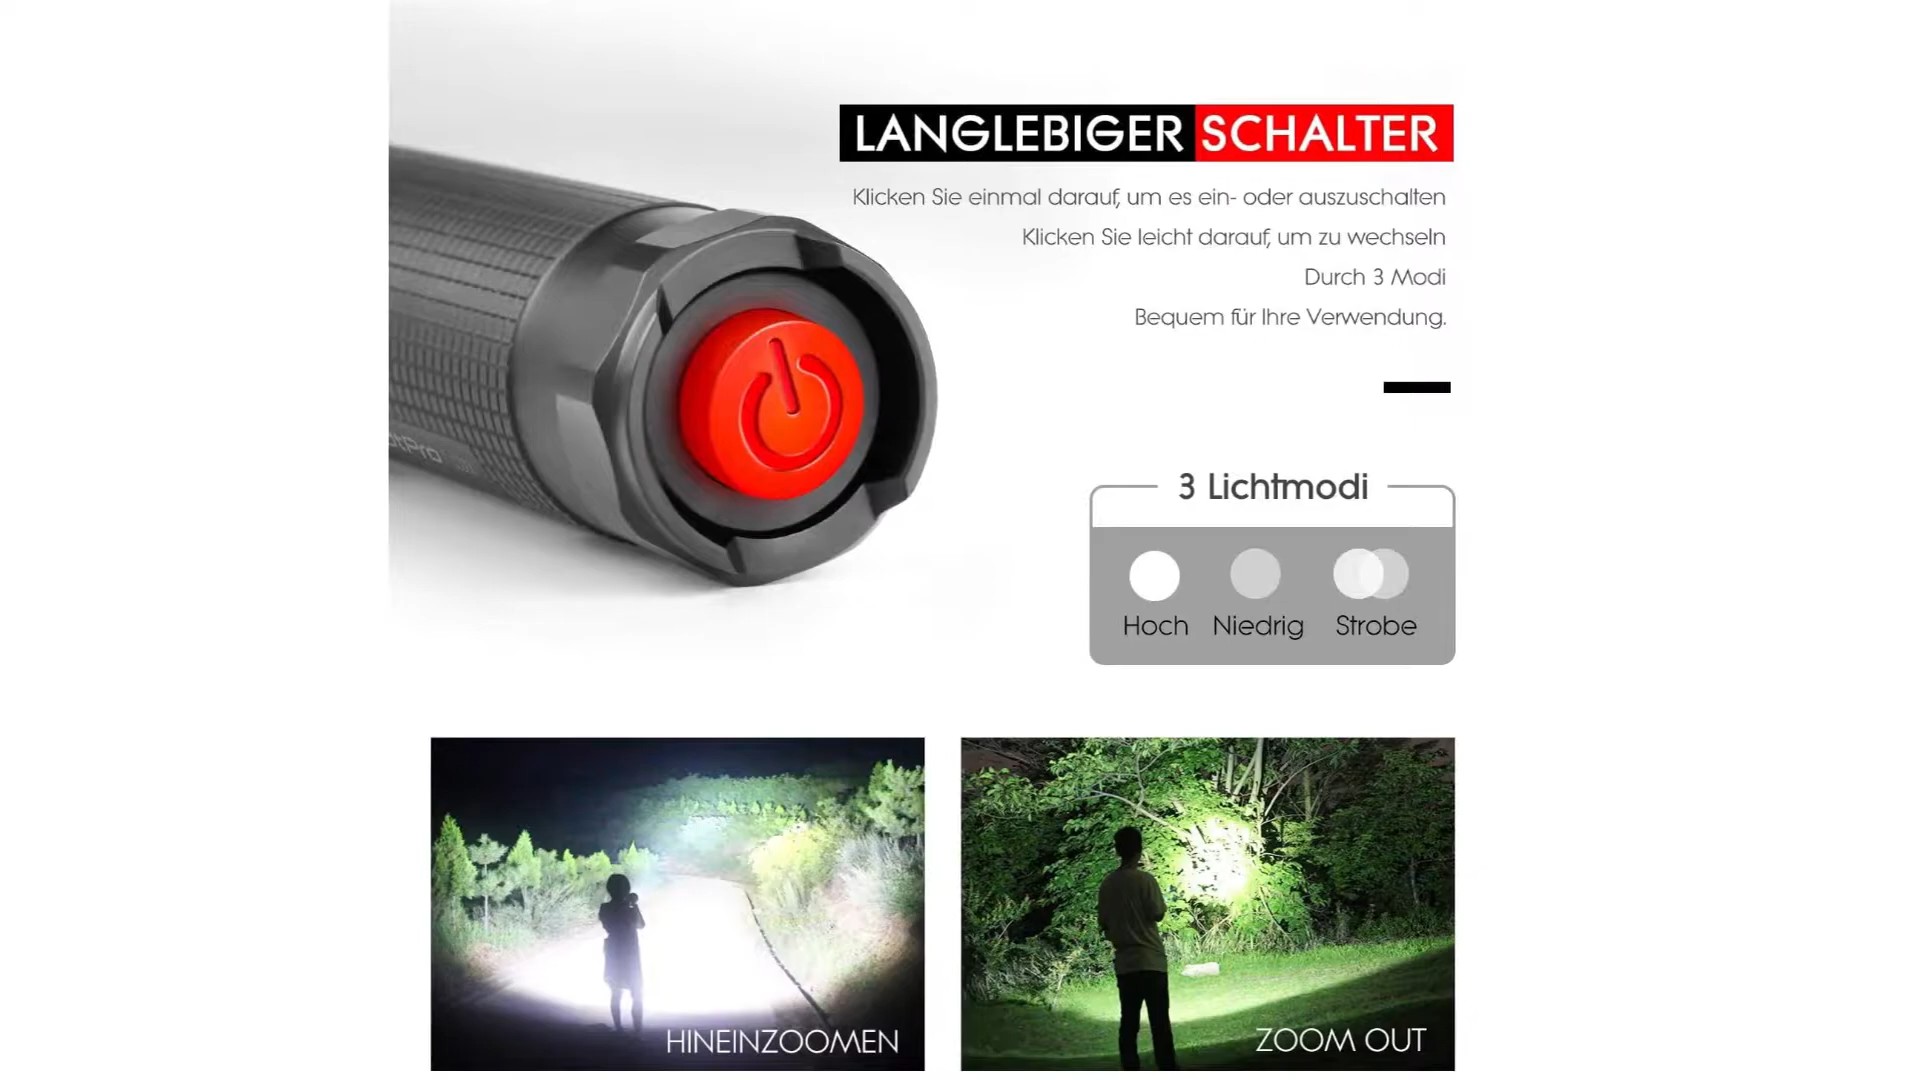 LANGLEBIGER SCHALTER
Klicken Sie einmal darauf, um es ein- oder auszuschalten
Klicken Sie leicht darauf, um zu wechseln
Durch 3 Modi
Bequem für Ihre Verwendung.
3 Lichtmodi
Hoch Niedrig Strobe
HINEINZOOMEN
ZOOM OUT